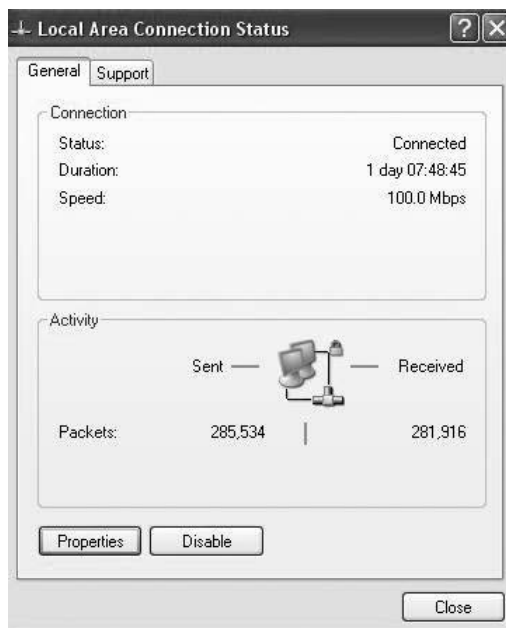 Local Area Connection Status
General Support
Connection
Status: Connected
Duration: 1 day 07:48:45
Speed: 100.0 Mbps
Activity
Sent Received
Packets: 285,534 281,916
Properties Disable
Close